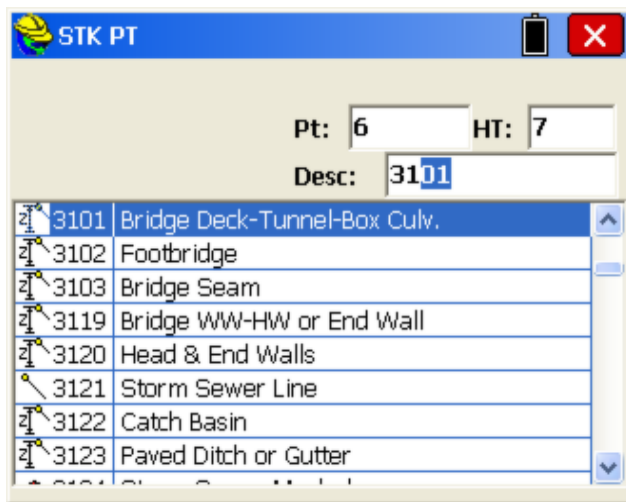 STK PT
Pt: 6 HT: 7
Desc: 3101
3101 Bridge Deck-Tunnel-Box Culv.
3102 Footbridge
3103 Bridge Seam
3119 Bridge WW-HW or End Wall
3120 Head & End Walls
3121 Storm Sewer Line
3122 Catch Basin
3123 Paved Ditch or Gutter